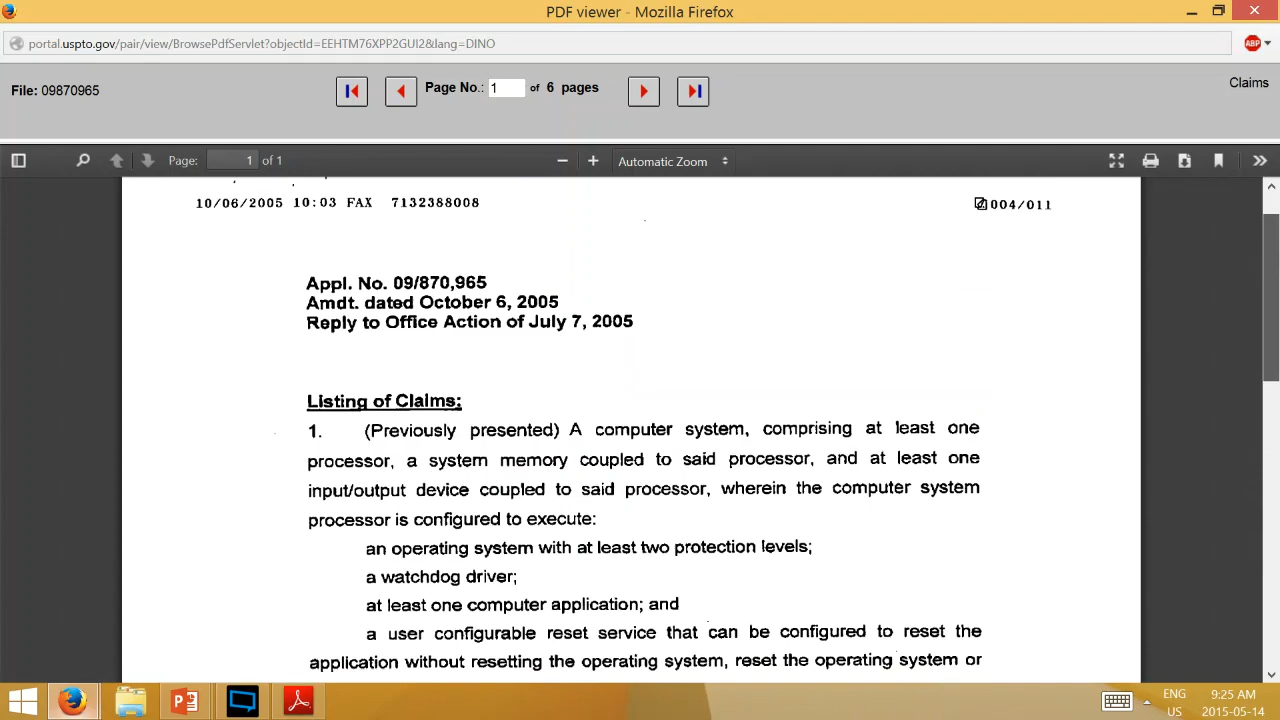 PDF viewer - Mozilla Firefox
portal.uspto.gov/pair/view/BrowsePdfServlet?objectId=EEHTM76XPP2GUI2&lang=DINO
ABP
File: 09870965
Page No.: 1 of 6 pages
Claims
Page: 1 of 1
Automatic Zoom
10/06/2005 10:03 FAX 7132388008
004/011
Appl. No. 09/870,965
Amdt. dated October 6, 2005
Reply to Office Action of July 7, 2005
Listing of Claims:
1. (Previously presented) A computer system, comprising at least one
processor, a system memory coupled to said processor, and at least one
input/output device coupled to said processor, wherein the computer system
processor is configured to execute:
an operating system with at least two protection levels;
a watchdog driver;
at least one computer application; and
a user configurable reset service that can be configured to reset the
application without resetting the operating system, reset the operating system or
ENG
US
9:25 AM
2015-05-14